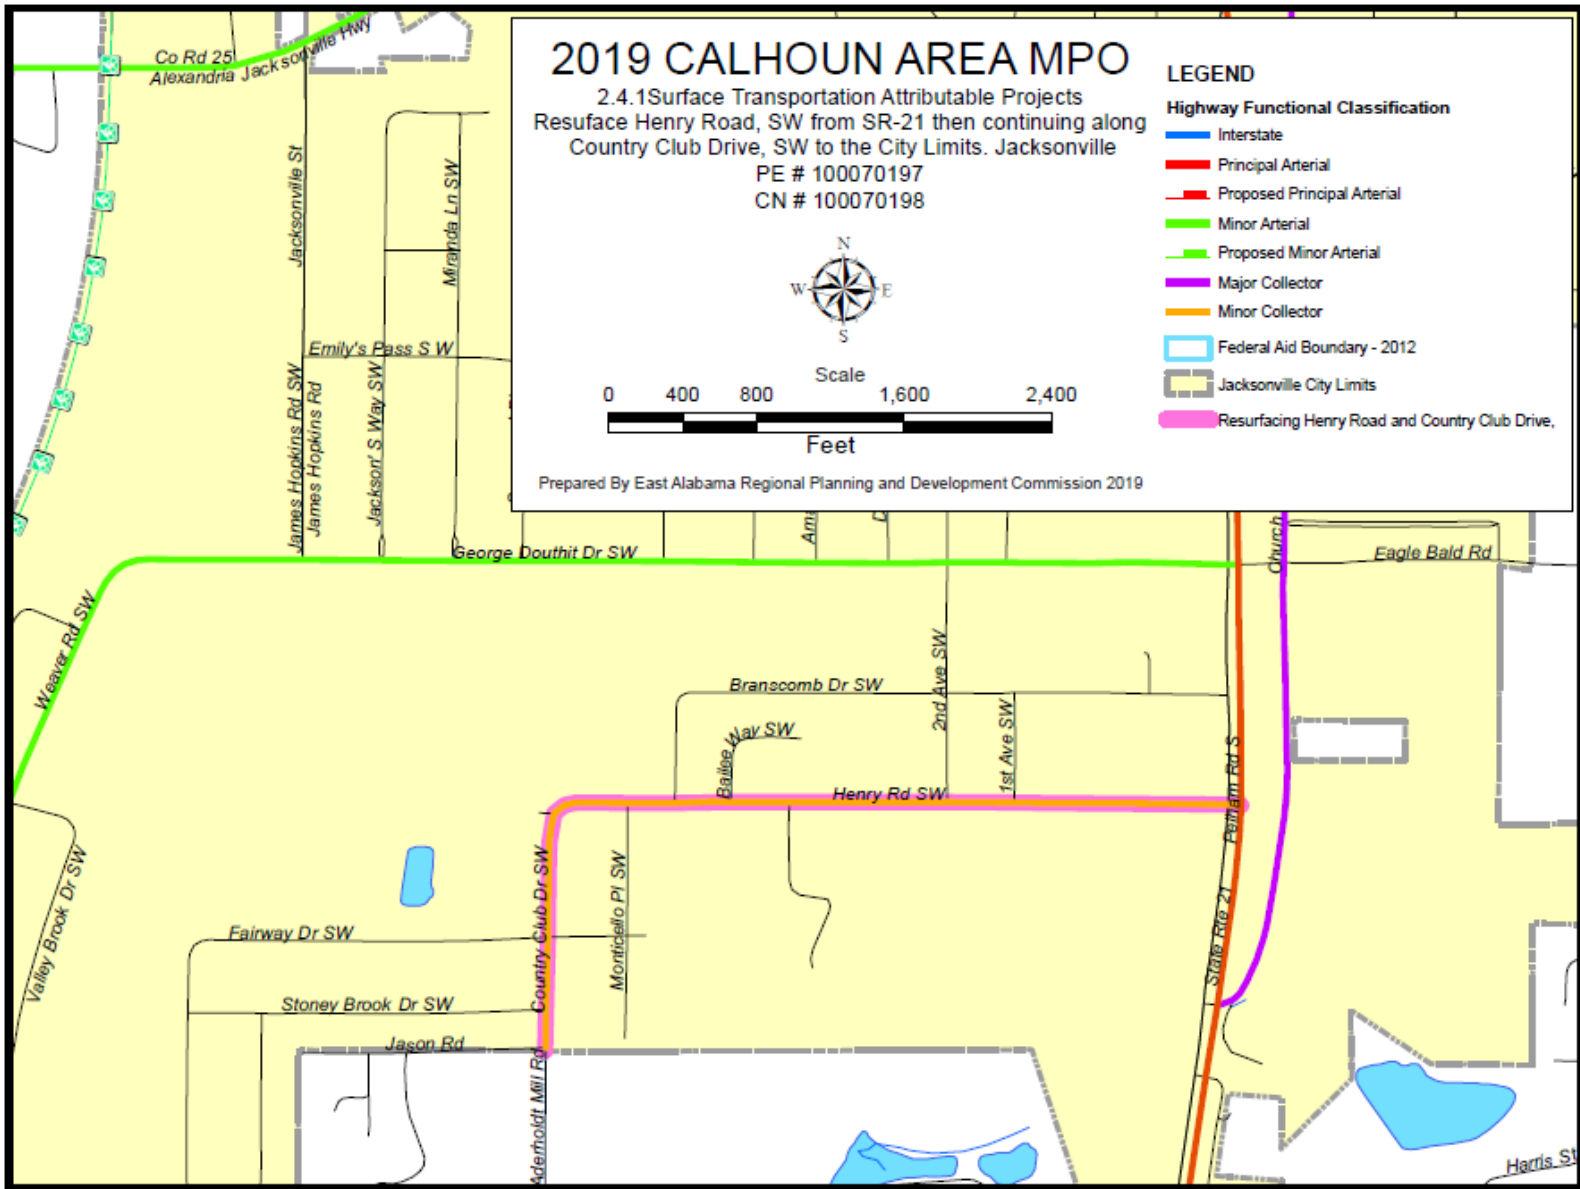 2019 CALHOUN AREA MPO
2.4.1Surface Transportation Attributable Projects
Resuface Henry Road, SW from SR-21 then continuing along
Country Club Drive, SW to the City Limits. Jacksonville
PE # 100070197
CN # 100070198
N
W
E
S
Scale
0 400 800 1,600 2,400
Feet
Prepared By East Alabama Regional Planning and Development Commission 2019
LEGEND
Highway Functional Classification
Interstate
Principal Arterial
Proposed Principal Arterial
Minor Arterial
Proposed Minor Arterial
Major Collector
Minor Collector
Federal Aid Boundary - 2012
Jacksonville City Limits
Resurfacing Henry Road and Country Club Drive,
Co Rd 25
Alexandria Jacksonville Hwy
Jacksonville St
Miranda Ln SW
Emily's Pass S W
James Hopkins Rd SW
James Hopkins Rd
Jackson' S Way SW
George Douthit Dr SW
Ama
D
Church
Eagle Bald Rd
Weaver Rd SW
Branscomb Dr SW
2nd Ave SW
1st Ave SW
Bailee Way SW
Henry Rd SW
Pelham Rd S
Valley Brook Dr SW
Country Club Dr SW
Monticello Pl SW
Fairway Dr SW
State Rte 21
Stoney Brook Dr SW
Jason Rd
Aderholdt Mill Rd
Harris St